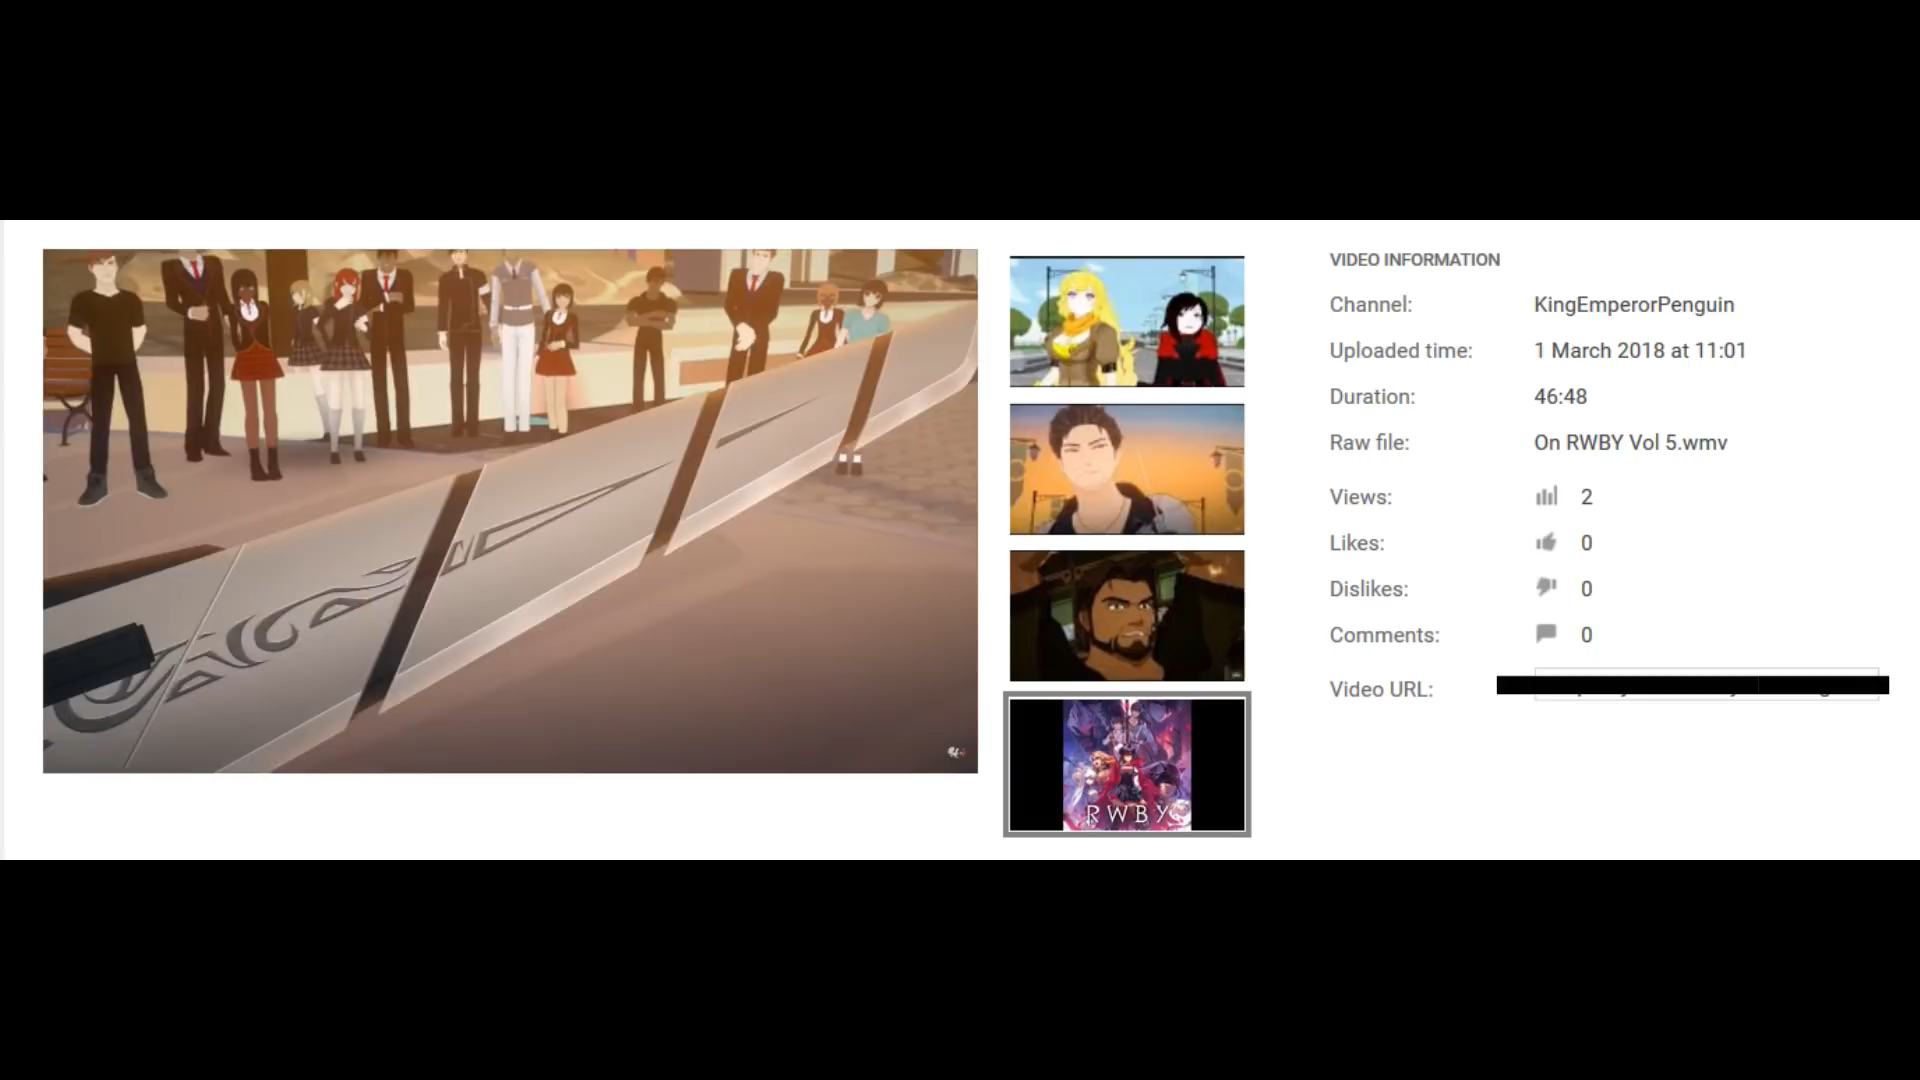 RWBY
VIDEO INFORMATION
Channel: KingEmperorPenguin
Uploaded time: 1 March 2018 at 11:01
Duration: 46:48
Raw file: On RWBY Vol 5.wmv
Views: 2
Likes: 0
Dislikes: 0
Comments: 0
Video URL: